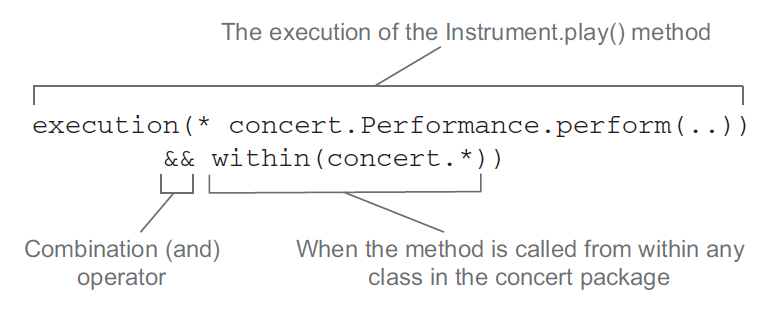 The execution of the Instrument.play() method
execution(* concert.Performance.perform(..))
&& within(concert.*))
Combination (and)
operator
When the method is called from within any
class in the concert package